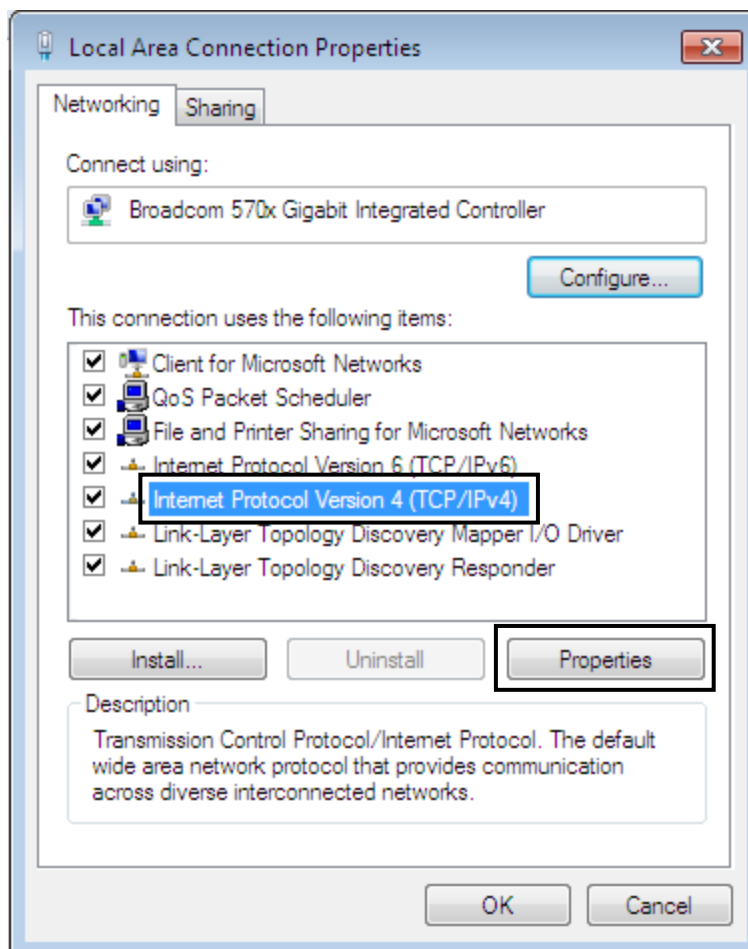 Local Area Connection Properties
Networking
Sharing
Connect using:
Broadcom 570x Gigabit Integrated Controller
Configure...
This connection uses the following items:
Client for Microsoft Networks
QoS Packet Scheduler
File and Printer Sharing for Microsoft Networks
Internet Protocol Version 6 (TCP/IPv6)
Internet Protocol Version 4 (TCP/IPv4)
Link-Layer Topology Discovery Mapper I/O Driver
Link-Layer Topology Discovery Responder
Install...
Uninstall
Properties
Description
Transmission Control Protocol/Internet Protocol. The default
wide area network protocol that provides communication
across diverse interconnected networks.
OK
Cancel